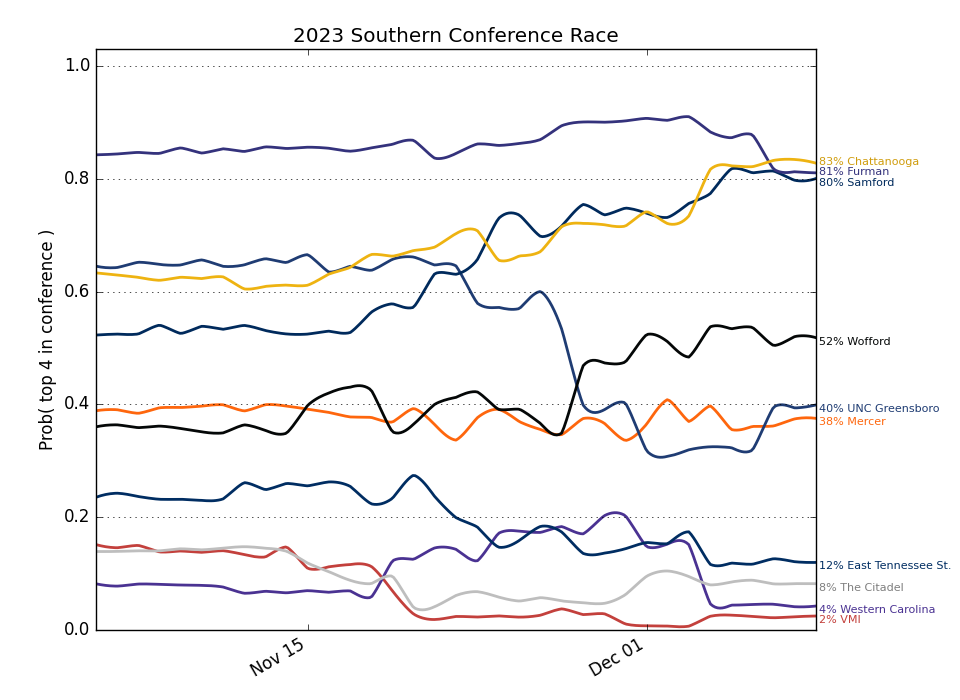 2023 Southern Conference Race
Prob( top 4 in conference )
1.0
0.8
0.6
0.4
0.2
0.0
Nov 15
Dec 01
83% Chattanooga
81% Furman
80% Samford
52% Wofford
40% UNC Greensboro
38% Mercer
12% East Tennessee St.
8% The Citadel
4% Western Carolina
2% VMI